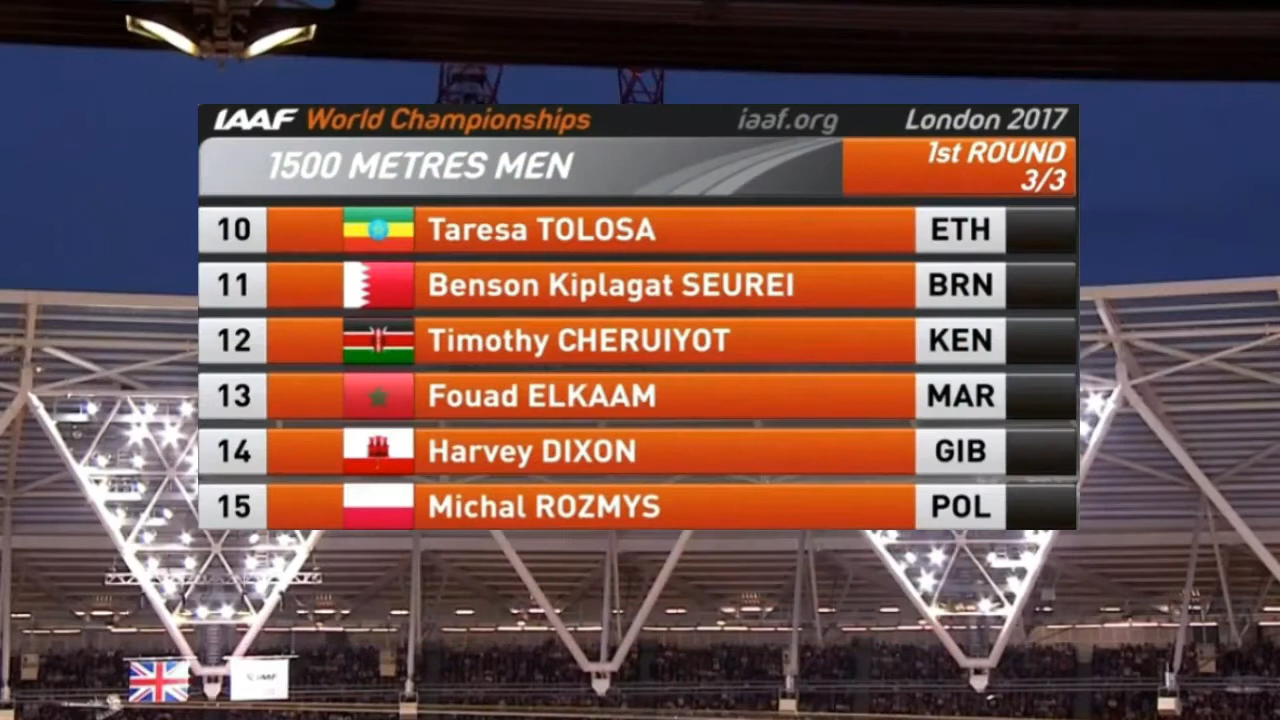 IAAF World Championships iaaf.org London 2017
1500 METRES MEN
1st ROUND
3/3
10 Taresa TOLOSA ETH
11 Benson Kiplagat SEUREI BRN
12 Timothy CHERUIYOT KEN
13 Fouad ELKAAM MAR
14 Harvey DIXON GIB
15 Michal ROZMYS POL
IAAF